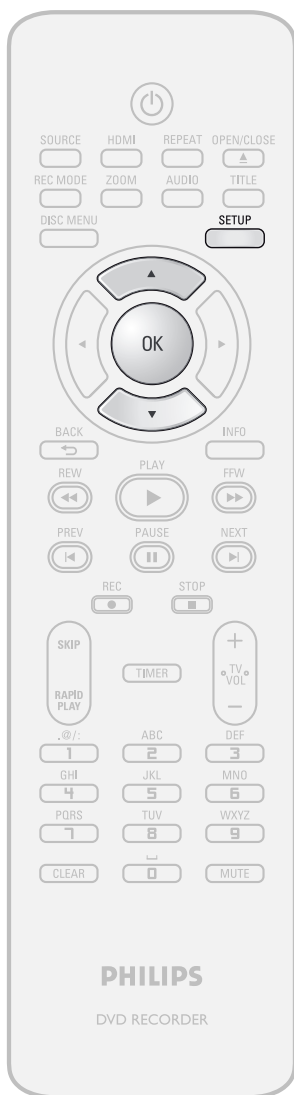 SOURCE HDMI REPEAT OPEN/CLOSE
REC MODE ZOOM AUDIO TITLE
DISC MENU SETUP
OK
BACK INFO
REW PLAY FFW
PREV PAUSE NEXT
REC STOP
SKIP
RAPID
PLAY
TIMER
+
TV
VOL
–
.@/: ABC DEF
1 2 3
GHI JKL MNO
4 5 6
PQRS TUV WXYZ
7 8 9
CLEAR 0 MUTE
PHILIPS
DVD RECORDER